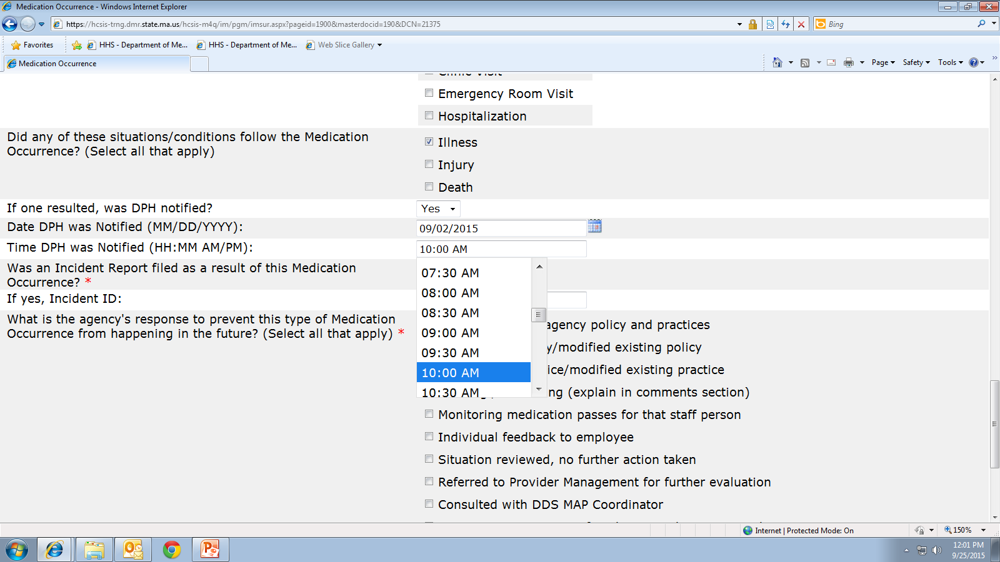 Medication Occurrence - Windows Internet Explorer
https://hcsis-trng.dmr.state.ma.us/hcsis-m4q/im/pgm/imsur.aspx?pageid=1900&masterdocid=190&DCN=21375
Bing
Favorites
HHS - Department of Me...
HHS - Department of Me...
Web Slice Gallery
Medication Occurrence
Page
Safety
Tools
Clinic Visit
Emergency Room Visit
Hospitalization
Did any of these situations/conditions follow the Medication
Occurrence? (Select all that apply)
Illness
Injury
Death
If one resulted, was DPH notified?
Yes
Date DPH was Notified (MM/DD/YYYY):
09/02/2015
Time DPH was Notified (HH:MM AM/PM):
10:00 AM
07:30 AM
08:00 AM
08:30 AM
09:00 AM
09:30 AM
10:00 AM
10:30 AM
Was an Incident Report filed as a result of this Medication
Occurrence? *
If yes, Incident ID:
What is the agency's response to prevent this type of Medication
Occurrence from happening in the future? (Select all that apply) *
agency policy and practices
y/modified existing policy
ice/modified existing practice
ng (explain in comments section)
Monitoring medication passes for that staff person
Individual feedback to employee
Situation reviewed, no further action taken
Referred to Provider Management for further evaluation
Consulted with DDS MAP Coordinator
Internet | Protected Mode: On
150%
12:01 PM
9/25/2015